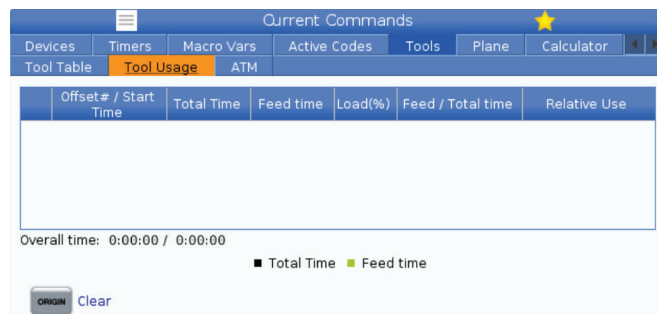 Current Commands
Devices Timers Macro Vars Active Codes Tools Plane Calculator
Tool Table Tool Usage ATM
Offset# / Start Time Total Time Feed time Load(%) Feed / Total time Relative Use
Overall time: 0:00:00 / 0:00:00
Total Time Feed time
ORIGIN Clear